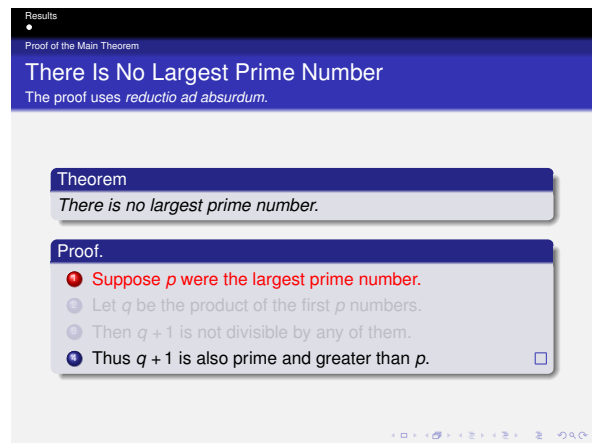 Results
Proof of the Main Theorem
There Is No Largest Prime Number
The proof uses reductio ad absurdum.
Theorem
There is no largest prime number.
Proof.
1 Suppose p were the largest prime number.
2 Let q be the product of the first p numbers.
3 Then q + 1 is not divisible by any of them.
4 Thus q + 1 is also prime and greater than p.